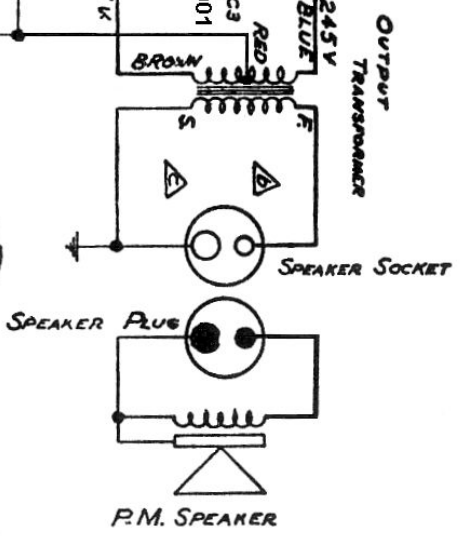 C3
01
RED
BLUE
245V
OUTPUT
TRANSFORMER
BROWN
S.
F.
c
b
SPEAKER SOCKET
SPEAKER PLUG
P.M. SPEAKER